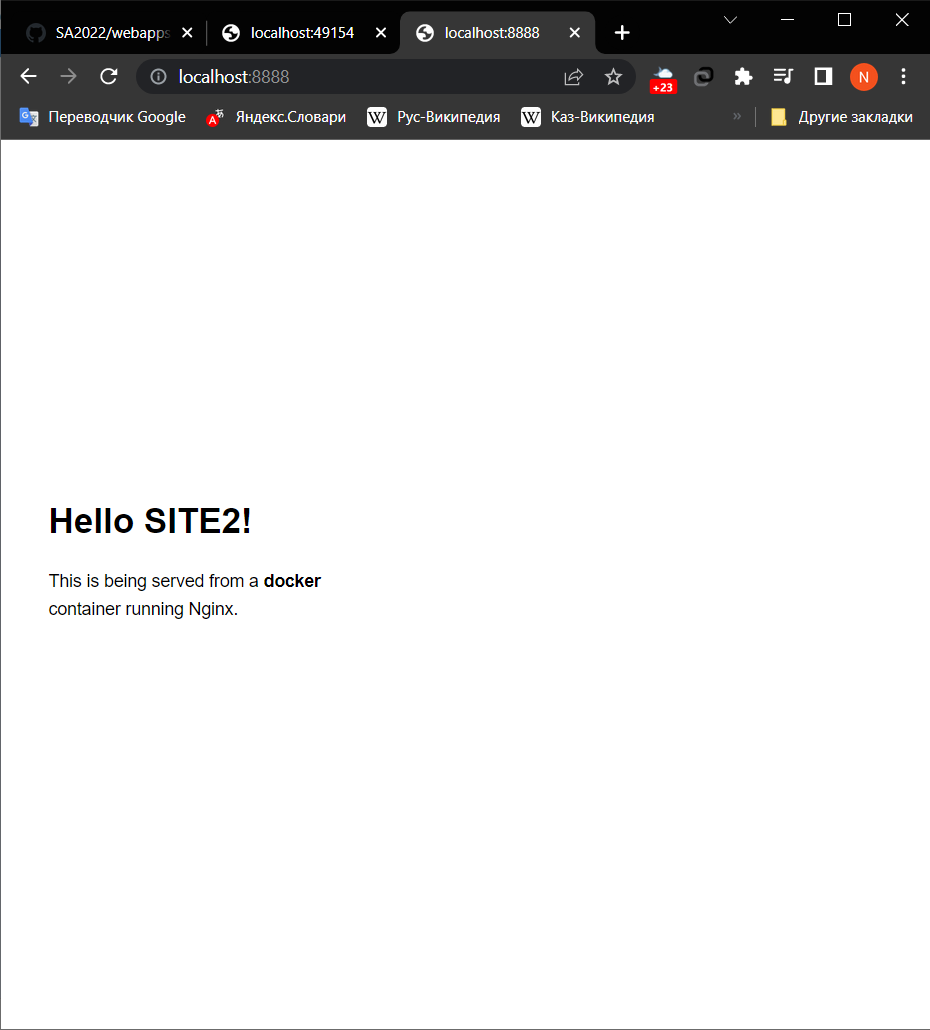 SA2022/webapps
localhost:49154
localhost:8888
localhost:8888
+23
N
Переводчик Google
Яндекс.Словари
Рус-Википедия
Каз-Википедия
Другие закладки
Hello SITE2!
This is being served from a docker
container running Nginx.